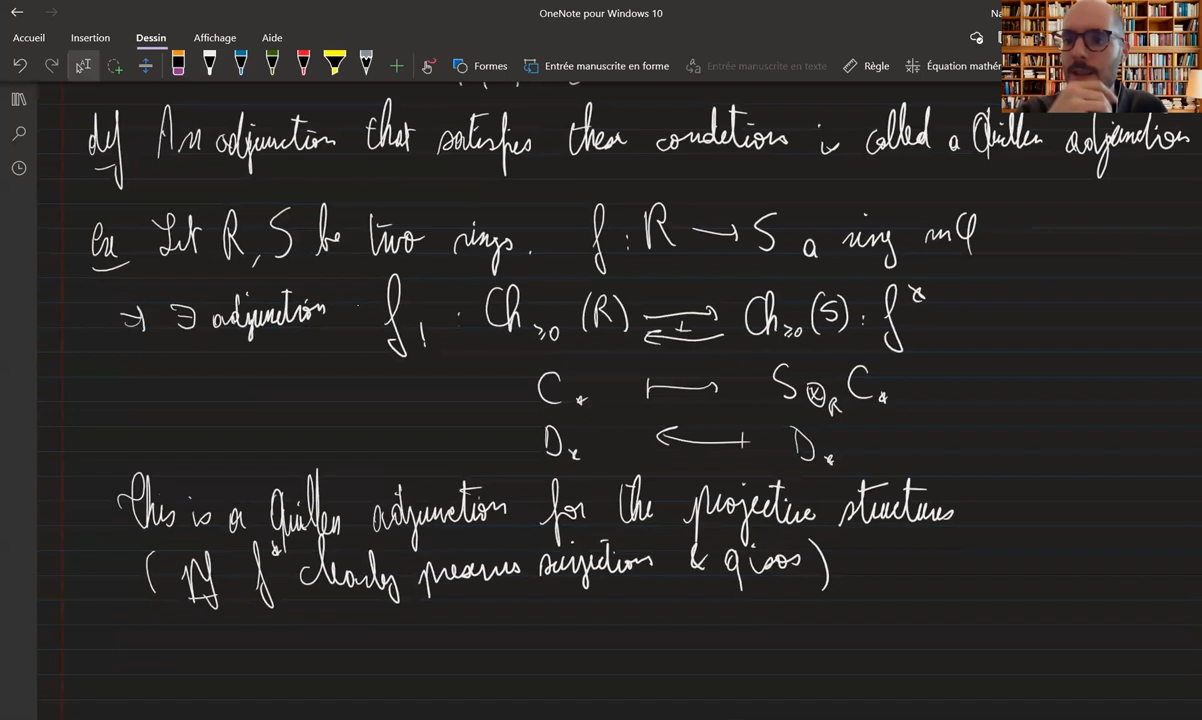 OneNote pour Windows 10
Accueil Insertion Dessin Affichage Aide
Formes Entrée manuscrite en forme Entrée manuscrite en texte Règle Équation mathé
def An adjunction that satisfies these conditions is called a Quillen adjunction
ex Let R, S be two rings. f : R → S a ring mφ
→ ∃ adjunction f! : Ch≥0 (R) ⇄ Ch≥0 (S) : f*
C* ↦ S ⊗R C*
D* ↤ D*
This is a Quillen adjunction for the projective structures
( Pf f* clearly preserves surjections & qisos )